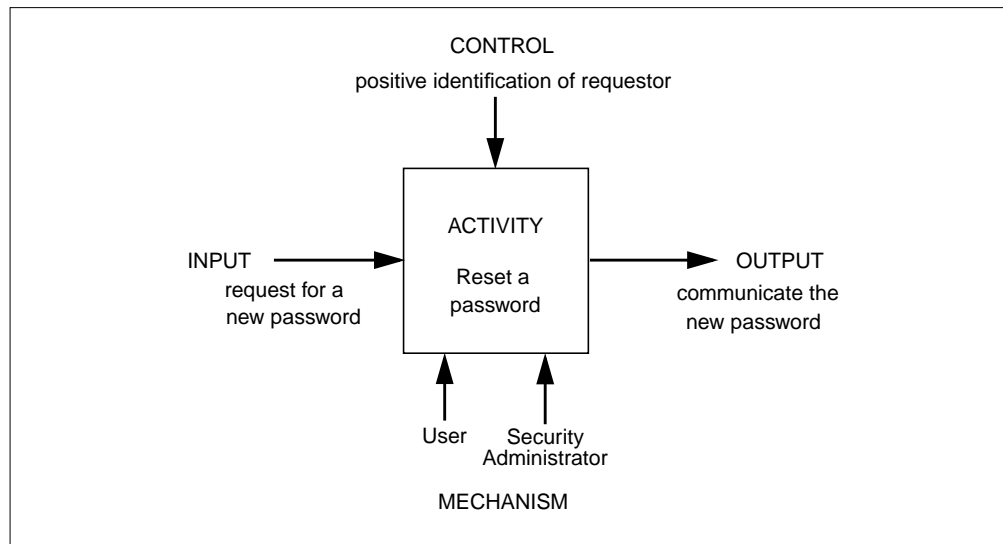 CONTROL
positive identification of requestor
ACTIVITY
Reset a
password
INPUT
request for a
new password
OUTPUT
communicate the
new password
User
Security
Administrator
MECHANISM